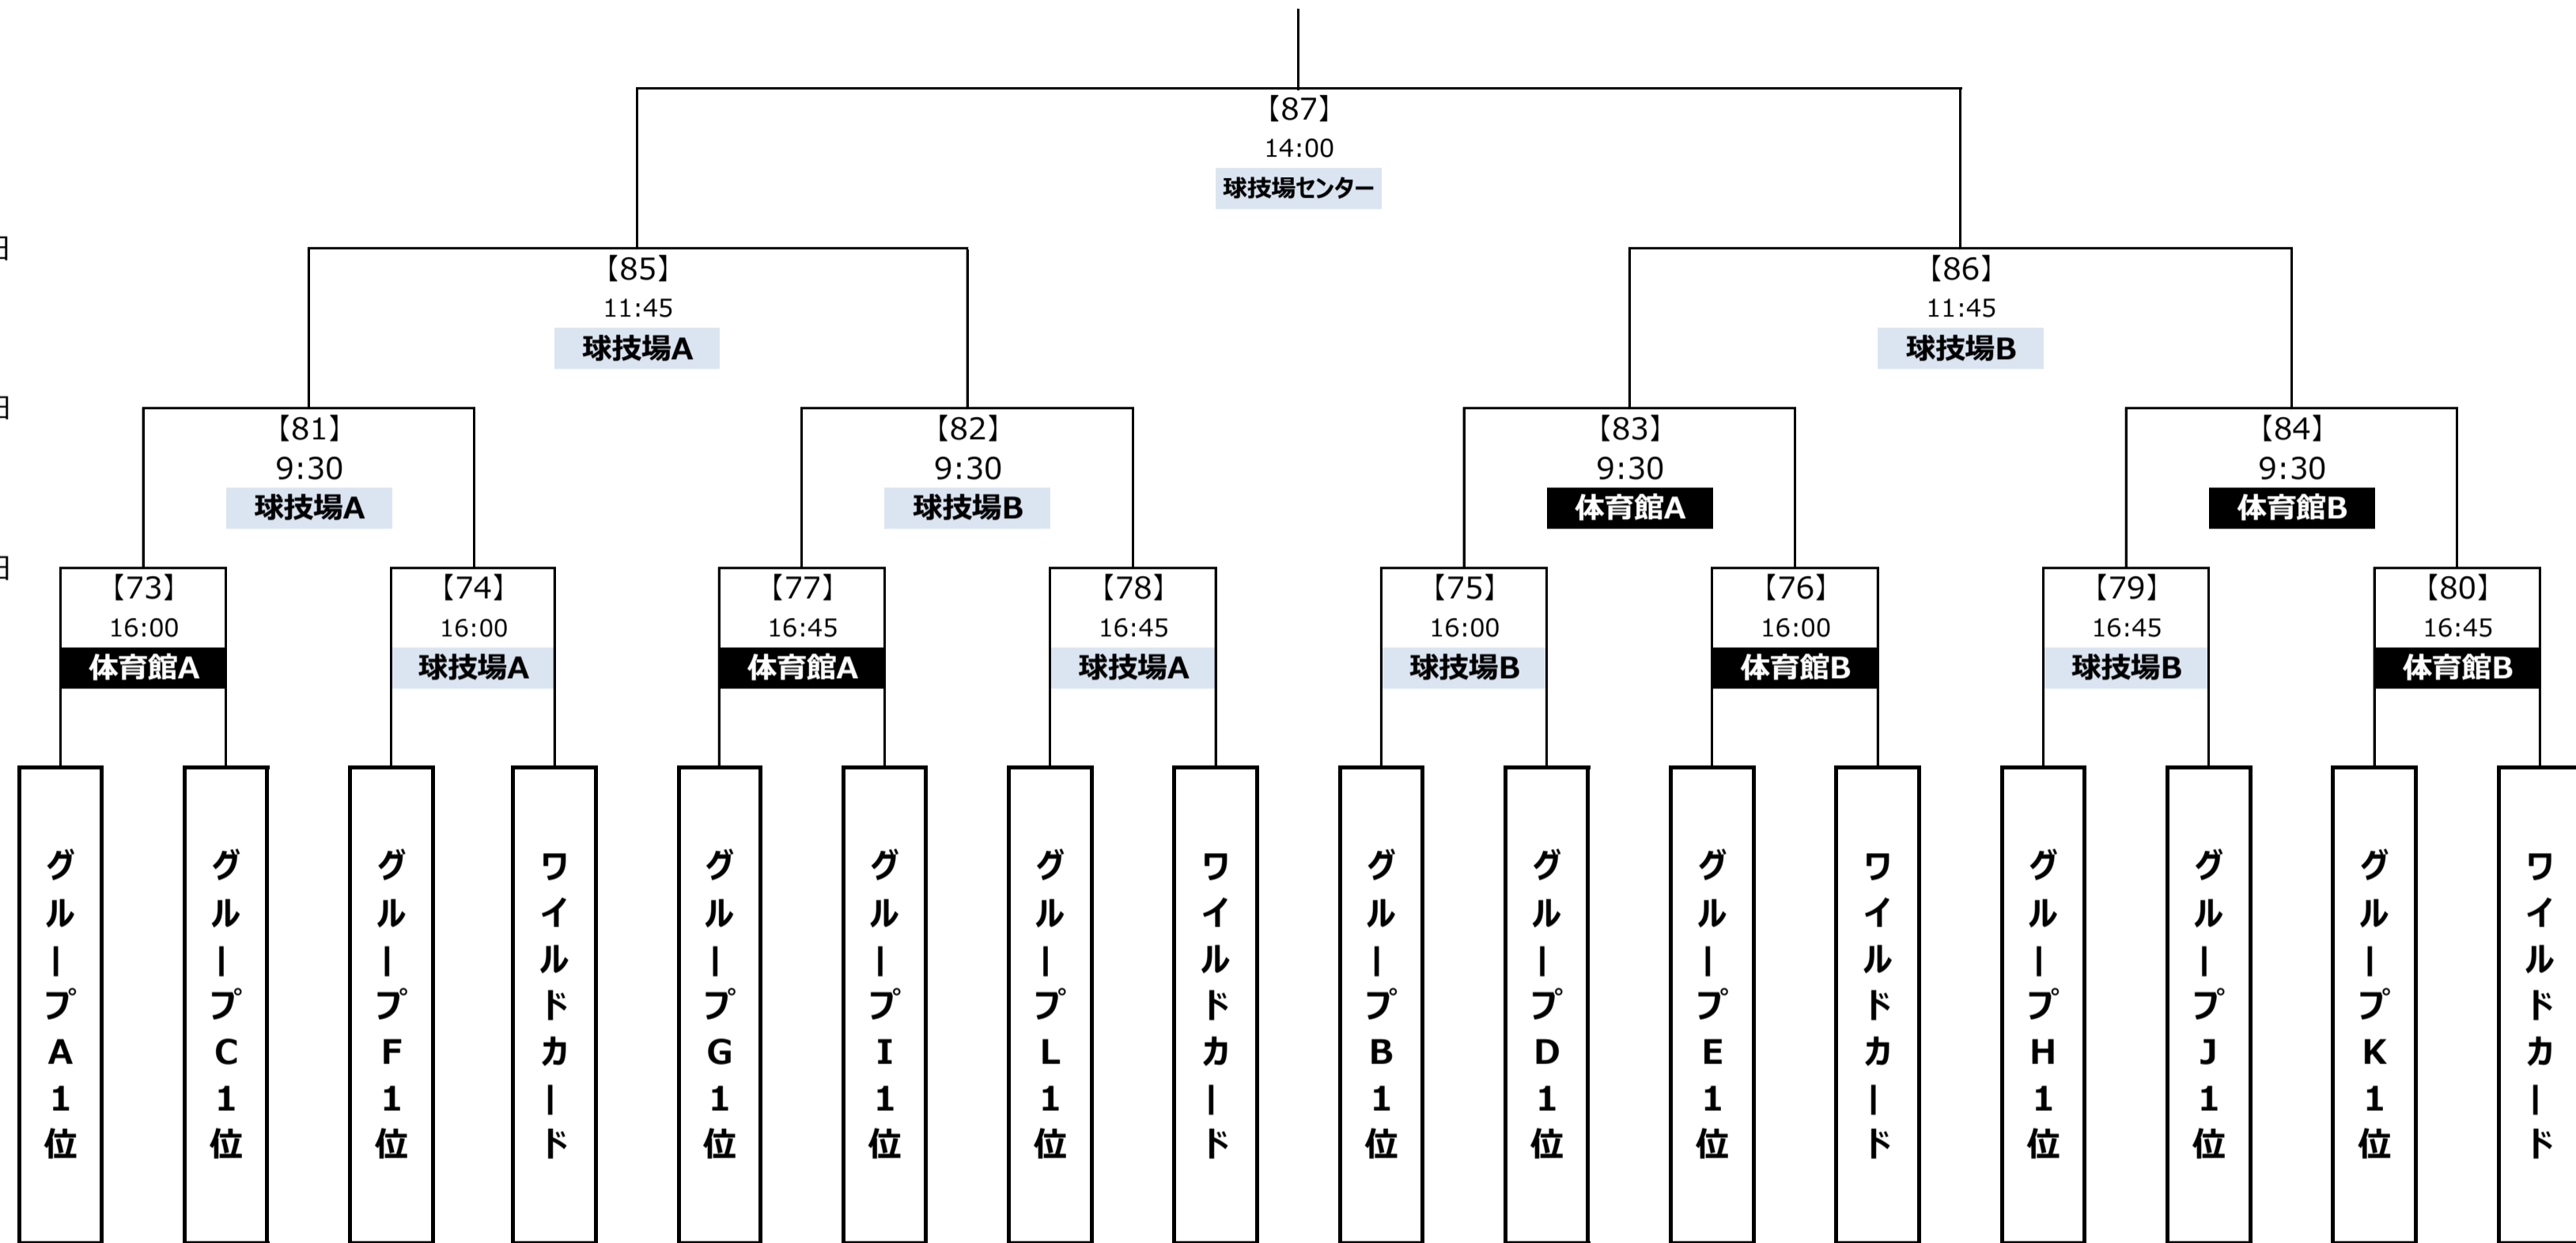 【87】
14:00
球技場センター
日
【85】
11:45
球技場A
【86】
11:45
球技場B
日
【81】
9:30
球技場A
【82】
9:30
球技場B
【83】
9:30
体育館A
【84】
9:30
体育館B
日
【73】
16:00
体育館A
【74】
16:00
球技場A
【77】
16:45
体育館A
【78】
16:45
球技場A
【75】
16:00
球技場B
【76】
16:00
体育館B
【79】
16:45
球技場B
【80】
16:45
体育館B
グループA1位
グループC1位
グループF1位
ワイルドカード
グループG1位
グループI1位
グループL1位
ワイルドカード
グループB1位
グループD1位
グループE1位
ワイルドカード
グループH1位
グループJ1位
グループK1位
ワイルドカード